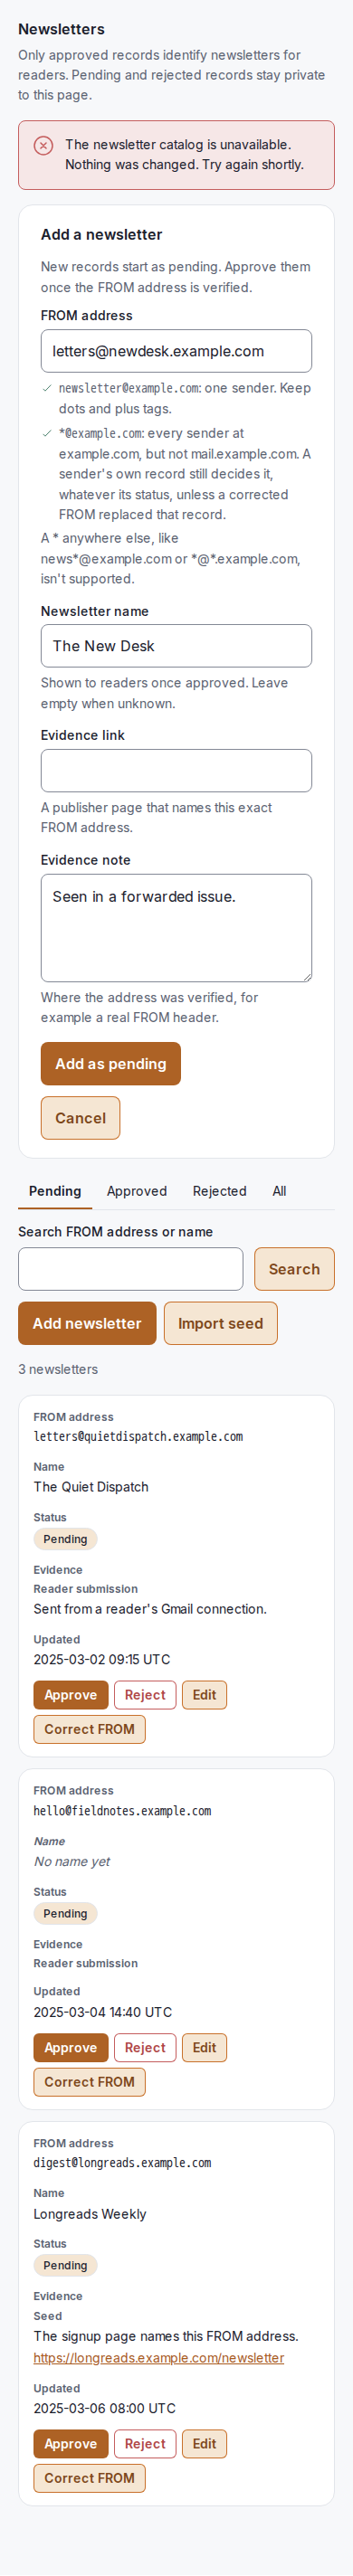 Newsletters
Only approved records identify newsletters for
readers. Pending and rejected records stay private
to this page.
The newsletter catalog is unavailable.
Nothing was changed. Try again shortly.
Add a newsletter
New records start as pending. Approve them
once the FROM address is verified.
FROM address
letters@newdesk.example.com
newsletter@example.com: one sender. Keep
dots and plus tags.
*@example.com: every sender at
example.com, but not mail.example.com. A
sender's own record still decides it,
whatever its status, unless a corrected
FROM replaced that record.
A * anywhere else, like
news*@example.com or *@*.example.com,
isn't supported.
Newsletter name
The New Desk
Shown to readers once approved. Leave
empty when unknown.
Evidence link
A publisher page that names this exact
FROM address.
Evidence note
Seen in a forwarded issue.
Where the address was verified, for
example a real FROM header.
Add as pending
Cancel
Pending Approved Rejected All
Search FROM address or name
Search
Add newsletter Import seed
3 newsletters
FROM address
letters@quietdispatch.example.com
Name
The Quiet Dispatch
Status
Pending
Evidence
Reader submission
Sent from a reader's Gmail connection.
Updated
2025-03-02 09:15 UTC
Approve Reject Edit
Correct FROM
FROM address
hello@fieldnotes.example.com
Name
No name yet
Status
Pending
Evidence
Reader submission
Updated
2025-03-04 14:40 UTC
Approve Reject Edit
Correct FROM
FROM address
digest@longreads.example.com
Name
Longreads Weekly
Status
Pending
Evidence
Seed
The signup page names this FROM address.
https://longreads.example.com/newsletter
Updated
2025-03-06 08:00 UTC
Approve Reject Edit
Correct FROM